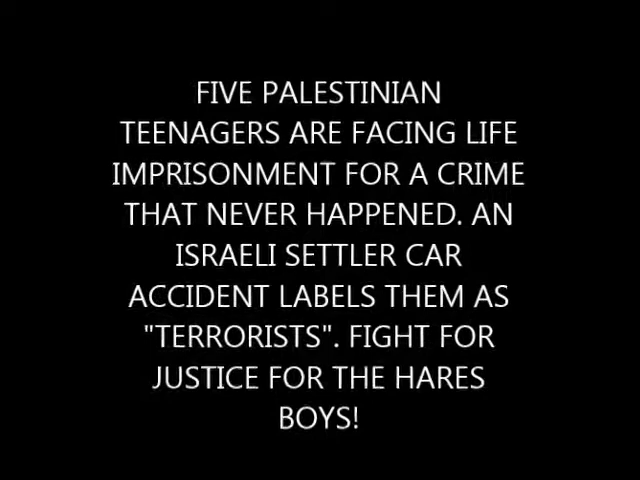 FIVE PALESTINIAN
TEENAGERS ARE FACING LIFE
IMPRISONMENT FOR A CRIME
THAT NEVER HAPPENED. AN
ISRAELI SETTLER CAR
ACCIDENT LABELS THEM AS
"TERRORISTS". FIGHT FOR
JUSTICE FOR THE HARES
BOYS!